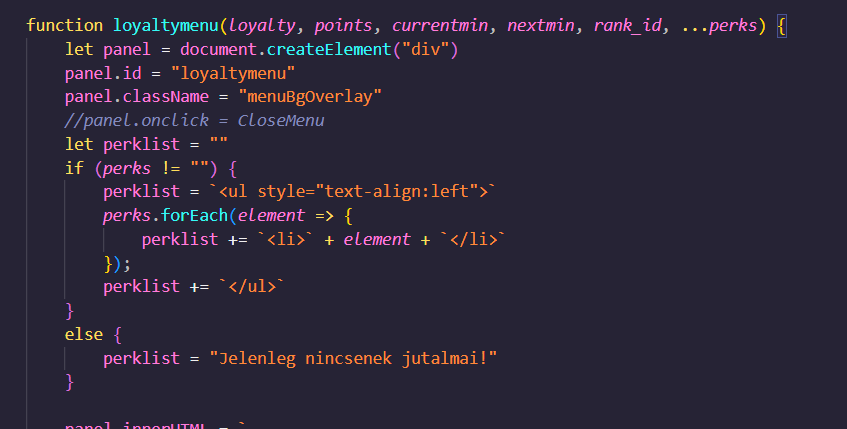 function loyaltymenu(loyalty, points, currentmin, nextmin, rank_id, ...perks) {
let panel = document.createElement("div")
panel.id = "loyaltymenu"
panel.className = "menuBgOverlay"
//panel.onclick = CloseMenu
let perklist = ""
if (perks != "") {
perklist = `<ul style="text-align:left">`
perks.forEach(element => {
perklist += `<li>` + element + `</li>`
});
perklist += `</ul>`
}
else {
perklist = "Jelenleg nincsenek jutalmai!"
}
panel.innerHTML = `